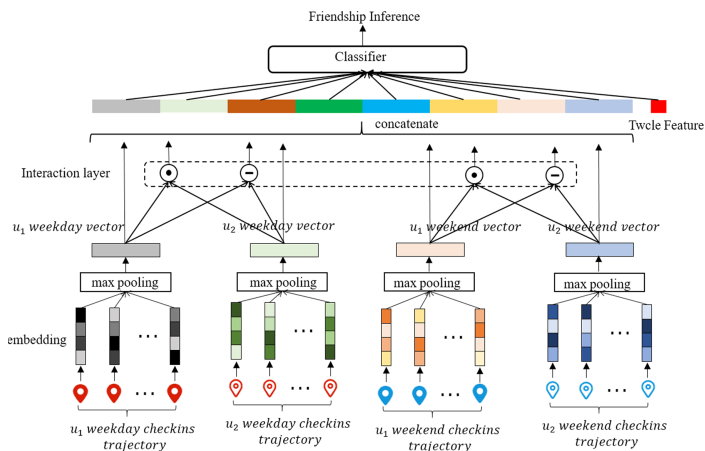 Friendship Inference
Classifier
concatenate
Twcle Feature
Interaction layer
u₁ weekday vector
u₂ weekday vector
u₁ weekend vector
u₂ weekend vector
max pooling
max pooling
max pooling
max pooling
embedding
u₁ weekday checkins
trajectory
u₂ weekday checkins
trajectory
u₁ weekend checkins
trajectory
u₂ weekend checkins
trajectory